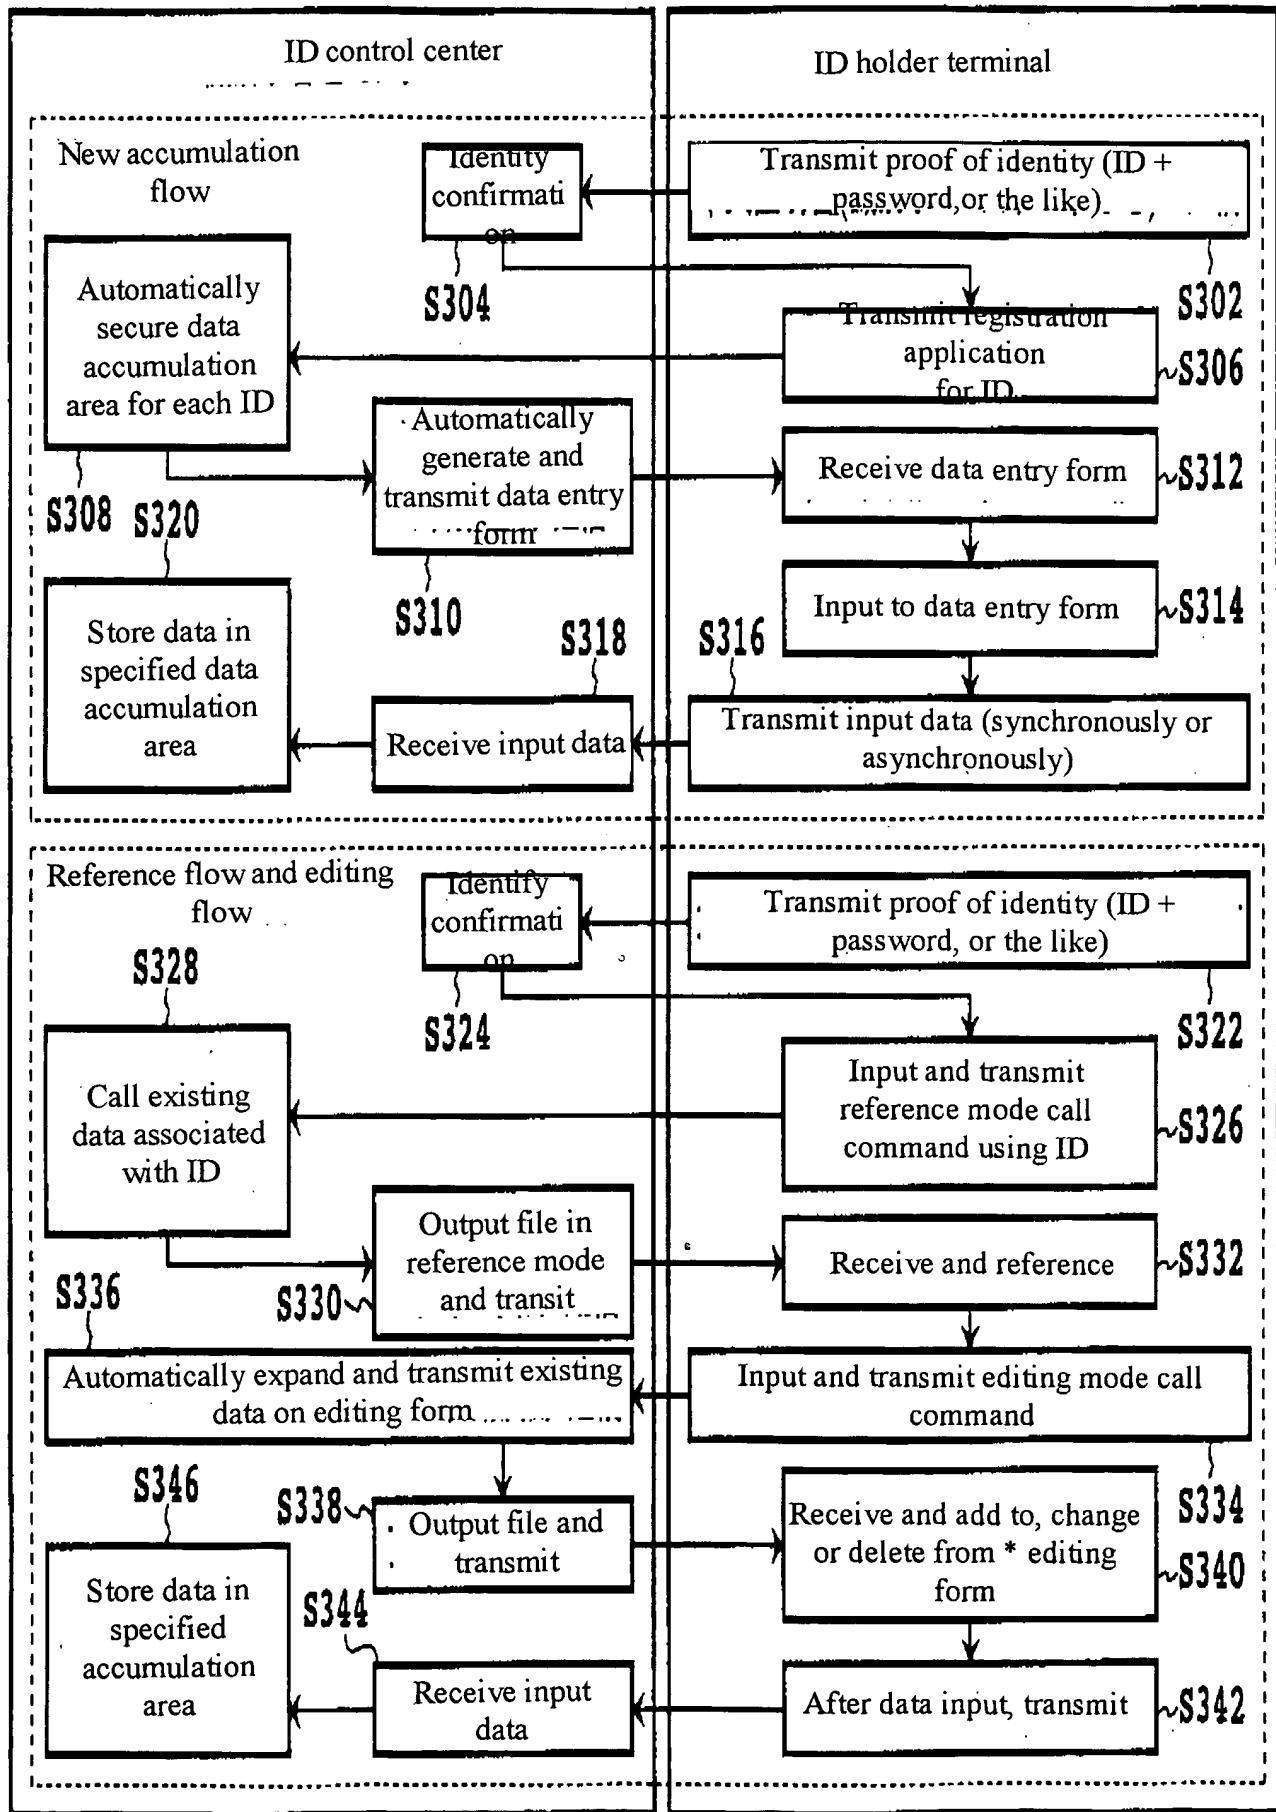 ID control center
ID holder terminal
New accumulation
flow
Identity
confirmati
on
Transmit proof of identity (ID +
password,or the like)
S304
S302
Automatically
secure data
accumulation
area for each ID
Transmit registration
application
for ID
S306
Automatically
generate and
transmit data entry
form
Receive data entry form
S312
S308
S320
S310
Input to data entry form
S314
S318
S316
Store data in
specified data
accumulation
area
Receive input data
Transmit input data (synchronously or
asynchronously)
Reference flow and editing
flow
Identify
confirmati
on
Transmit proof of identity (ID +
password, or the like)
S328
S324
S322
Call existing
data associated
with ID
Input and transmit
reference mode call
command using ID
S326
Output file in
reference mode
and transit
Receive and reference
S332
S336
S330
Automatically expand and transmit existing
data on editing form
Input and transmit editing mode call
command
S346
S338
S334
Output file and
transmit
Receive and add to, change
or delete from * editing
form
S340
Store data in
specified
accumulation
area
S344
Receive input
data
After data input, transmit
S342